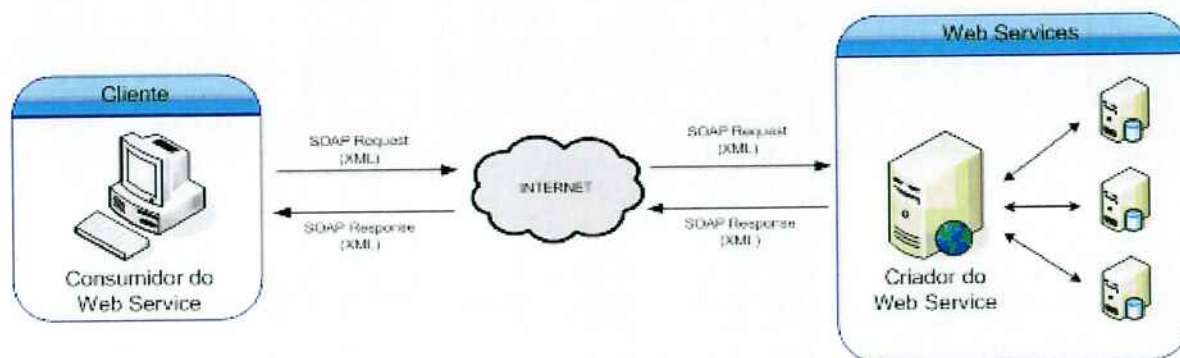 Cliente
Consumidor do
Web Service
SOAP Request
(XML)
SOAP Response
(XML)
INTERNET
SOAP Request
(XML)
SOAP Response
(XML)
Web Services
Criador do
Web Service